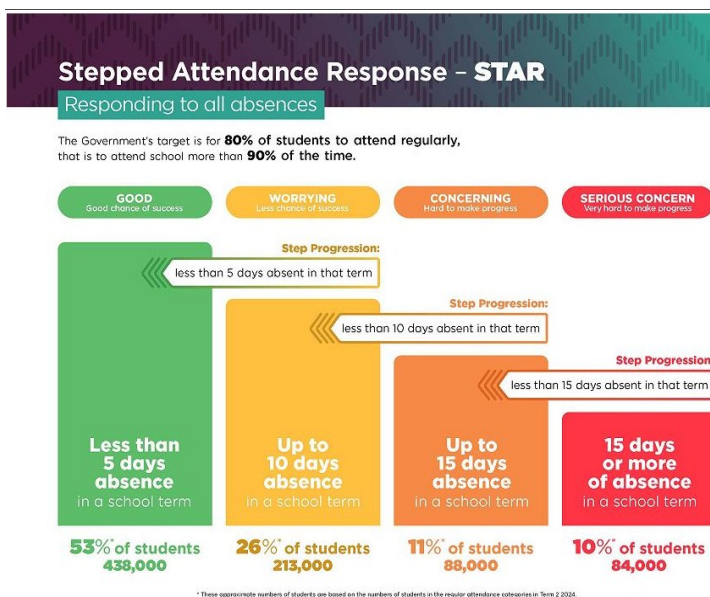 Stepped Attendance Response – STAR
Responding to all absences
The Government's target is for 80% of students to attend regularly,
that is to attend school more than 90% of the time.
GOOD
Good chance of success
WORRYING
Less chance of success
CONCERNING
Hard to make progress
SERIOUS CONCERN
Very hard to make progress
Step Progression:
less than 5 days absent in that term
Step Progression:
less than 10 days absent in that term
Step Progression
less than 15 days absent in that term
Less than
5 days
absence
in a school term
Up to
10 days
absence
in a school term
Up to
15 days
absence
in a school term
15 days
or more
of absence
in a school term
53%* of students
438,000
26%* of students
213,000
11%* of students
88,000
10%* of students
84,000
* These approximate numbers of students are based on the numbers of students in the regular attendance categories in Term 2 2024.